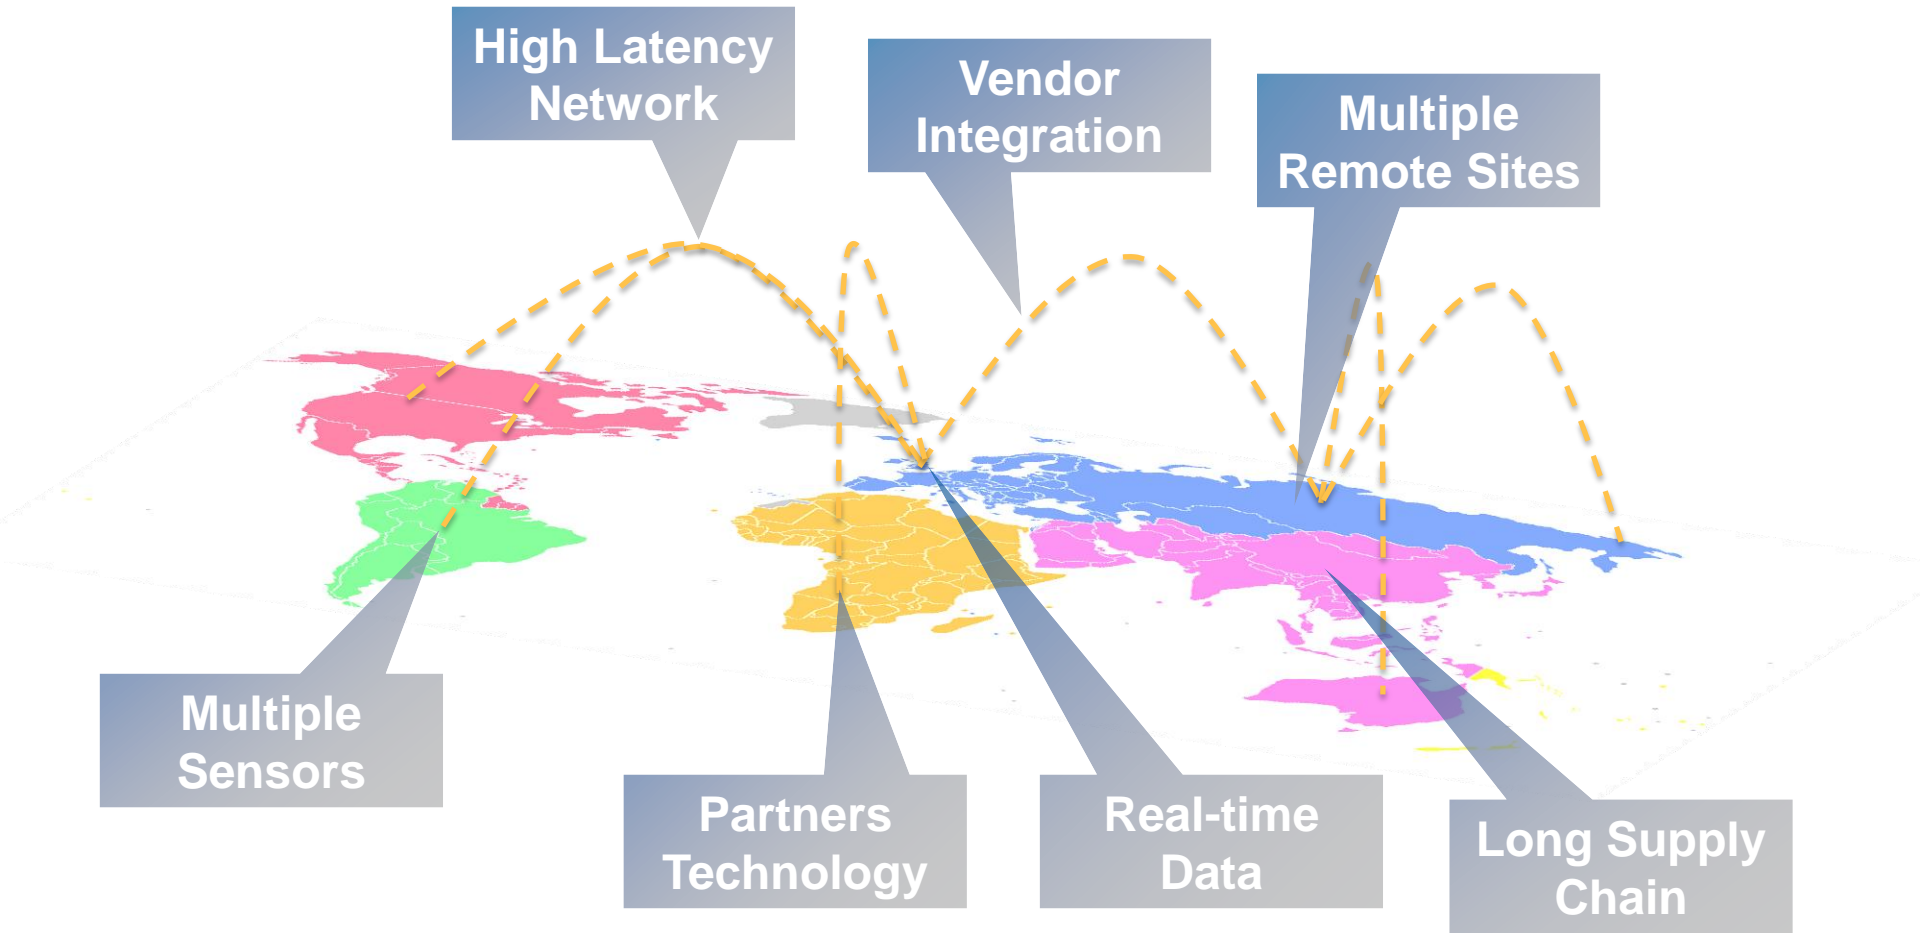 High Latency
Network
Vendor
Integration
Multiple
Remote Sites
Multiple
Sensors
Partners
Technology
Real-time
Data
Long Supply
Chain